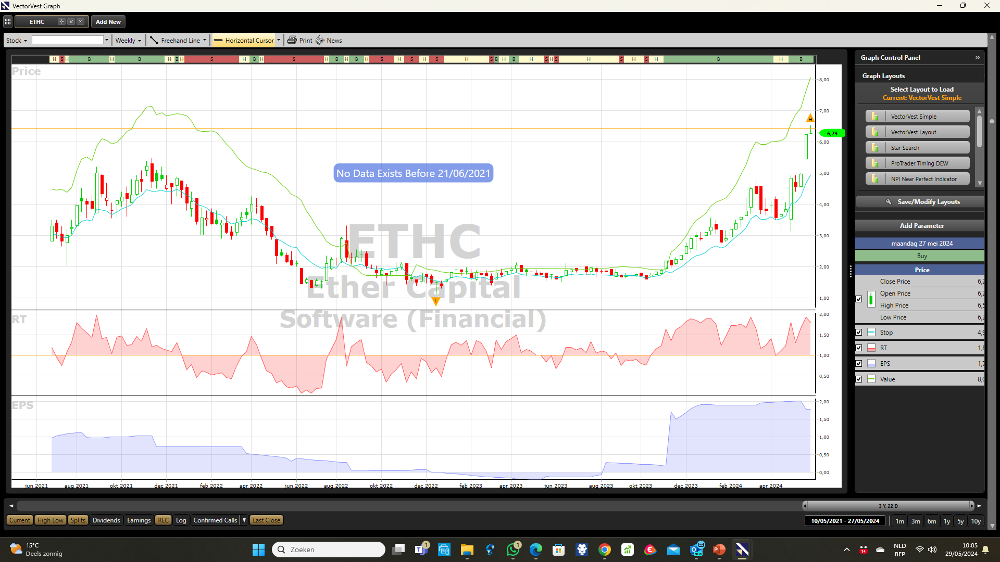 VectorVest Graph
ETHC
Add New
Stock
Weekly
Freehand Line
Horizontal Cursor
Print
News
H S H B H B H B H S H B H S H B H B H S H S H S H S B H B H S H S H S H S H B H B
Price
8,00
7,00
H
6,29
6,00
5,00
4,00
3,00
2,00
1,00
No Data Exists Before 21/06/2021
ETHC
Ether Capital
Software (Financial)
L
RT
2,00
1,50
1,00
0,50
EPS
2,00
1,50
1,00
0,50
0,00
jun 2021 aug 2021 okt 2021 dec 2021 feb 2022 apr 2022 jun 2022 aug 2022 okt 2022 dec 2022 feb 2023 apr 2023 jun 2023 aug 2023 okt 2023 dec 2023 feb 2024 apr 2024
Graph Control Panel
Graph Layouts
Select Layout to Load
Current: VectorVest Simple
VectorVest Simple
VectorVest Layout
Star Search
ProTrader Timing DEW
NPI Near Perfect Indicator
Save/Modify Layouts
Add Parameter
maandag 27 mei 2024
Buy
Price
Close Price 6,2
Open Price 6,2
High Price 6,5
Low Price 6,2
Stop 4,9
RT 1,8
EPS 1,7
Value 8,0
3 Y, 22 D
Current
High Low
Splits
Dividends
Earnings
REC
Log
Confirmed Calls
Last Close
10/05/2021 - 27/05/2024
1m 3m 6m 1y 5y 10y
15°C
Deels zonnig
Zoeken
1
1
NEW
14
NLD
BEP
10:05
29/05/2024